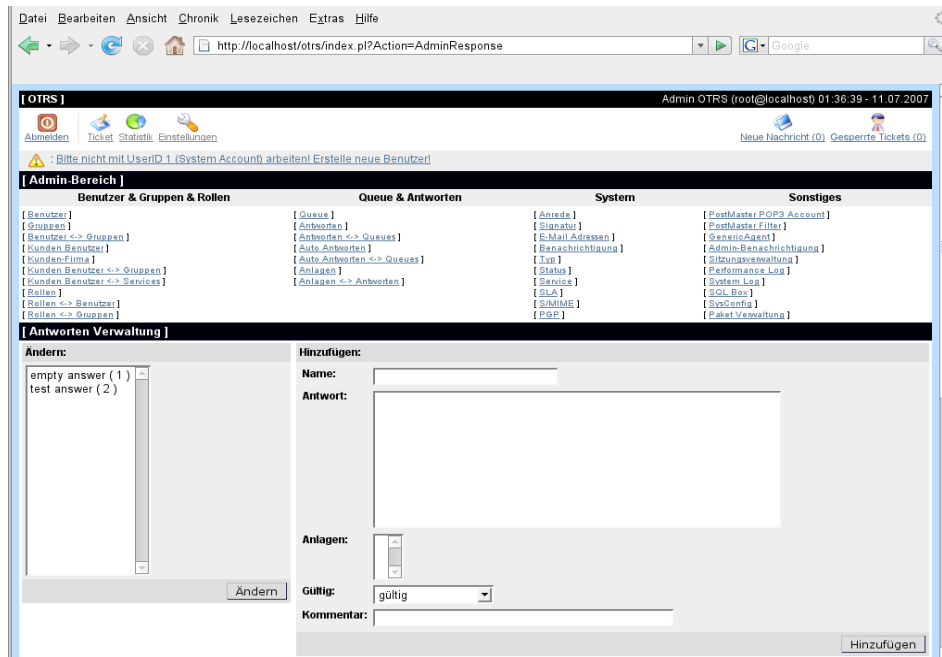 Datei Bearbeiten Ansicht Chronik Lesezeichen Extras Hilfe
http://localhost/otrs/index.pl?Action=AdminResponse
G Google
[ OTRS ] Admin OTRS (root@localhost) 01:36:39 - 11.07.2007
Abmelden Ticket Statistik Einstellungen Neue Nachricht (0) Gesperrte Tickets (0)
: Bitte nicht mit UserID 1 (System Account) arbeiten! Erstelle neue Benutzer!
[ Admin-Bereich ]
Benutzer & Gruppen & Rollen Queue & Antworten System Sonstiges
[ Benutzer ] [ Queue ] [ Anrede ] [ PostMaster POP3 Account ]
[ Gruppen ] [ Antworten ] [ Signatur ] [ PostMaster Filter ]
[ Benutzer <-> Gruppen ] [ Antworten <-> Queues ] [ E-Mail Adressen ] [ GenericAgent ]
[ Kunden Benutzer ] [ Auto Antworten ] [ Benachrichtigung ] [ Admin-Benachrichtigung ]
[ Kunden-Firma ] [ Auto Antworten <-> Queues ] [ Typ ] [ Sitzungsverwaltung ]
[ Kunden Benutzer <-> Gruppen ] [ Anlagen ] [ Status ] [ Performance Log ]
[ Kunden Benutzer <-> Services ] [ Anlagen <-> Antworten ] [ Service ] [ System Log ]
[ Rollen ] [ SLA ] [ SQL Box ]
[ Rollen <-> Benutzer ] [ S/MIME ] [ SysConfig ]
[ Rollen <-> Gruppen ] [ PGP ] [ Paket Verwaltung ]
[ Antworten Verwaltung ]
Ändern: Hinzufügen:
empty answer ( 1 )
test answer ( 2 )
Ändern
Name:
Antwort:
Anlagen:
Gültig: gültig
Kommentar:
Hinzufügen